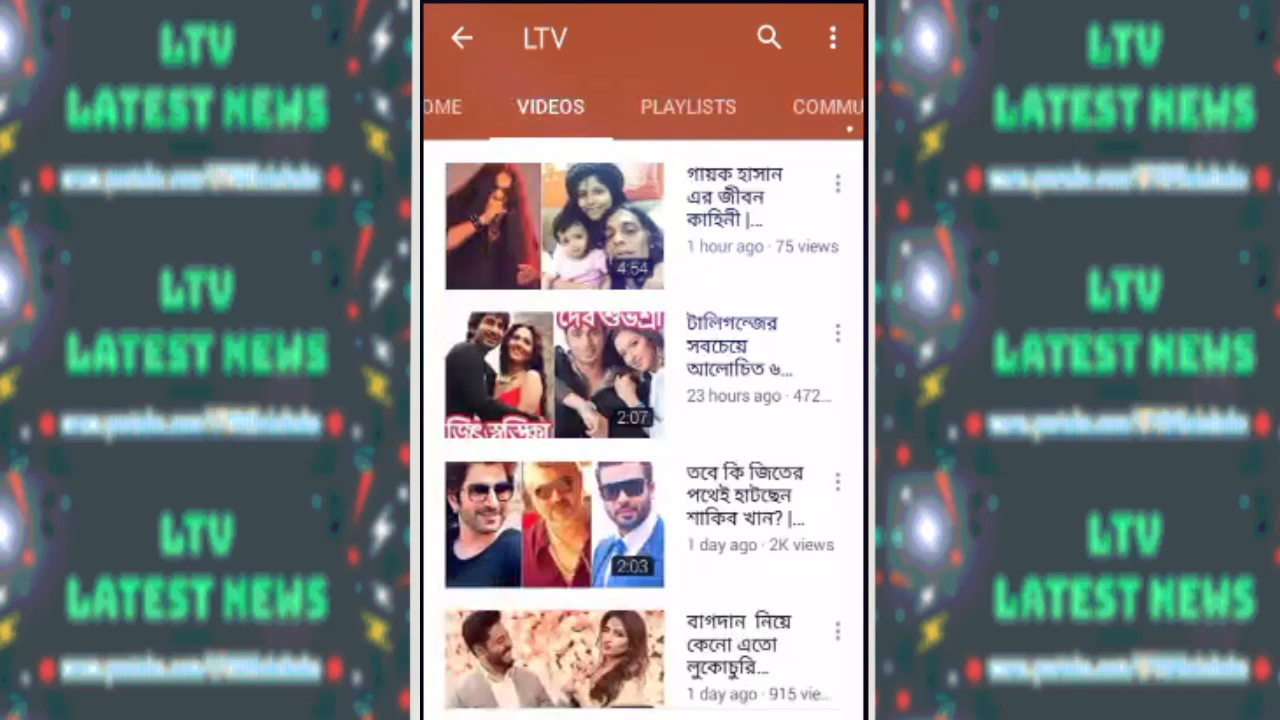 LTV
LATEST NEWS
LTV
LATEST NEWS
LTV
LATEST NEWS
LTV
OME
VIDEOS
PLAYLISTS
COMMU
4:54
গায়ক হাসান
এর জীবন
কাহিনী |...
1 hour ago · 75 views
দেব শুভশ্রী
2:07
টালিগন্জের
সবচেয়ে
আলোচিত ৬...
23 hours ago · 472...
2:03
তবে কি জিতের
পথেই হাটছেন
শাকিব খান? |...
1 day ago · 2K views
বাগদান নিয়ে
কেনো এতো
লুকোচুরি...
1 day ago · 915 vie...
LTV
LATEST NEWS
LTV
LATEST NEWS
LTV
LATEST NEWS